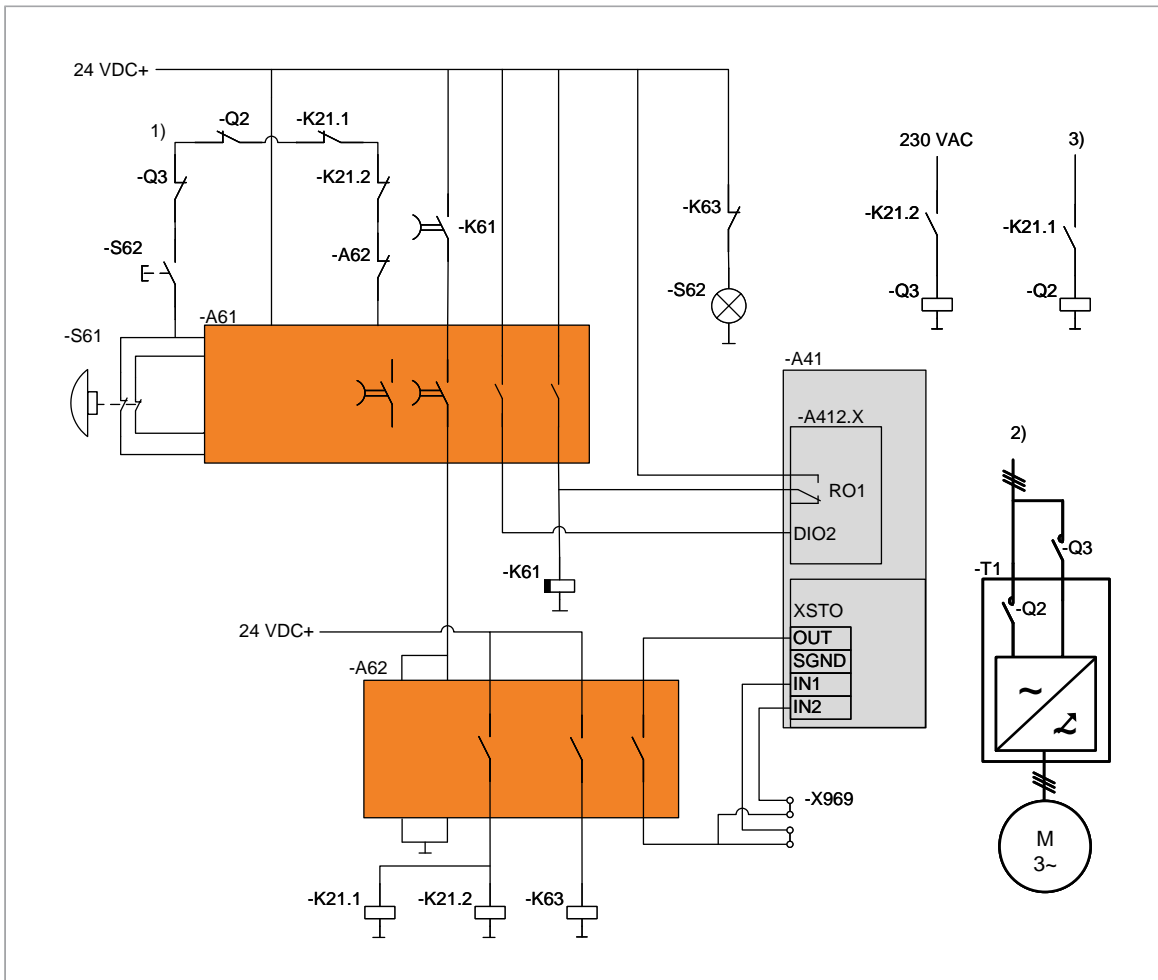 24 VDC+
1)
-Q2
-K21.1
230 VAC
3)
-Q3
-K21.2
-K61
-K63
-K21.2
-K21.1
-S62
-A62
-S62
-Q3
-Q2
-A61
-S61
-A41
-A412.X
RO1
DIO2
2)
-Q3
-T1
-Q2
-K61
24 VDC+
XSTO
OUT
SGND
IN1
IN2
-A62
~
-X969
M
3~
-K21.1
-K21.2
-K63